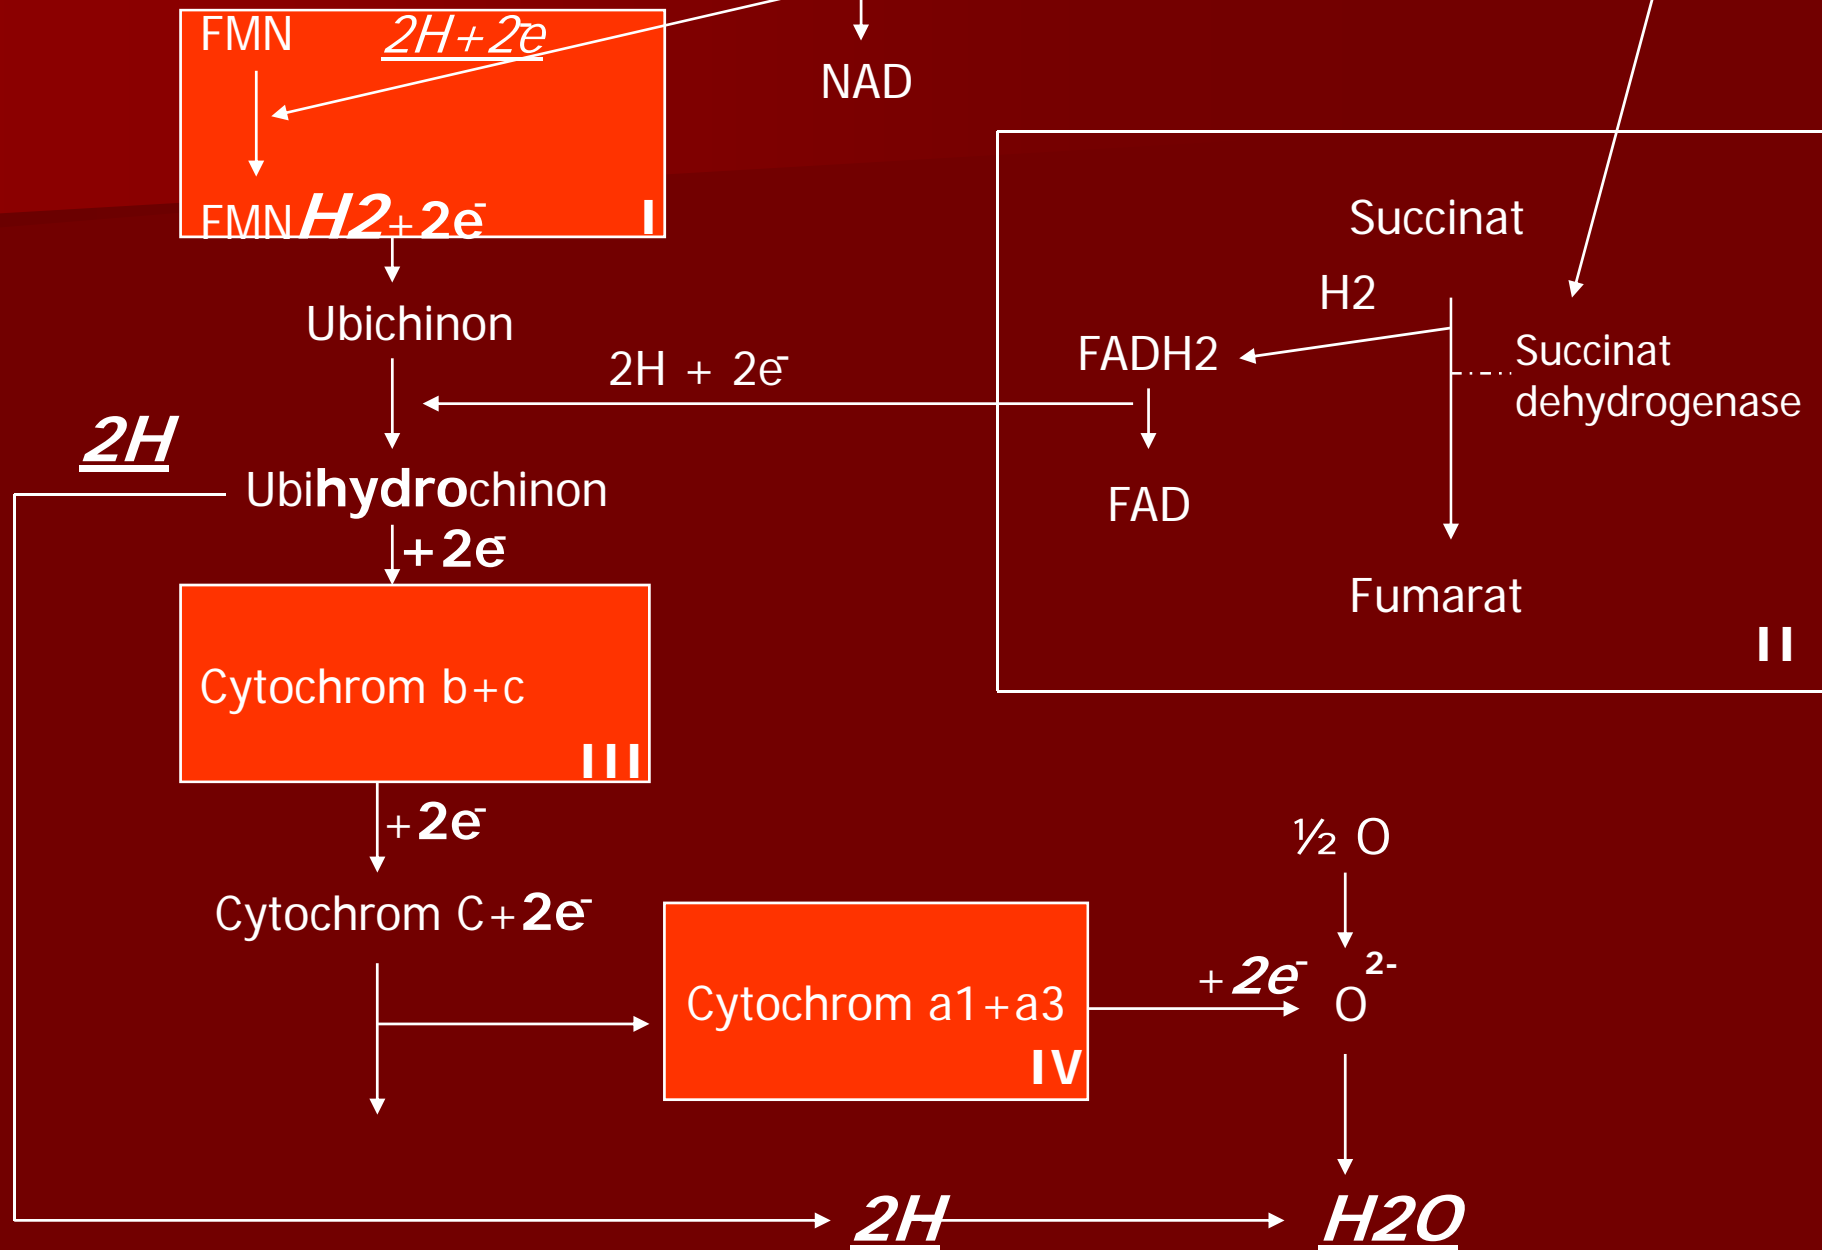 FMN 2H+2e-
NAD
FMNH2+2e- I
Succinat
H2
Ubichinon
FADH2
Succinat
dehydrogenase
2H + 2e-
2H
Ubihydrochinon
FAD
+2e-
Fumarat
II
Cytochrom b+c
III
+2e-
½ O
Cytochrom C+2e-
+2e-
O2-
Cytochrom a1+a3
IV
2H
H2O